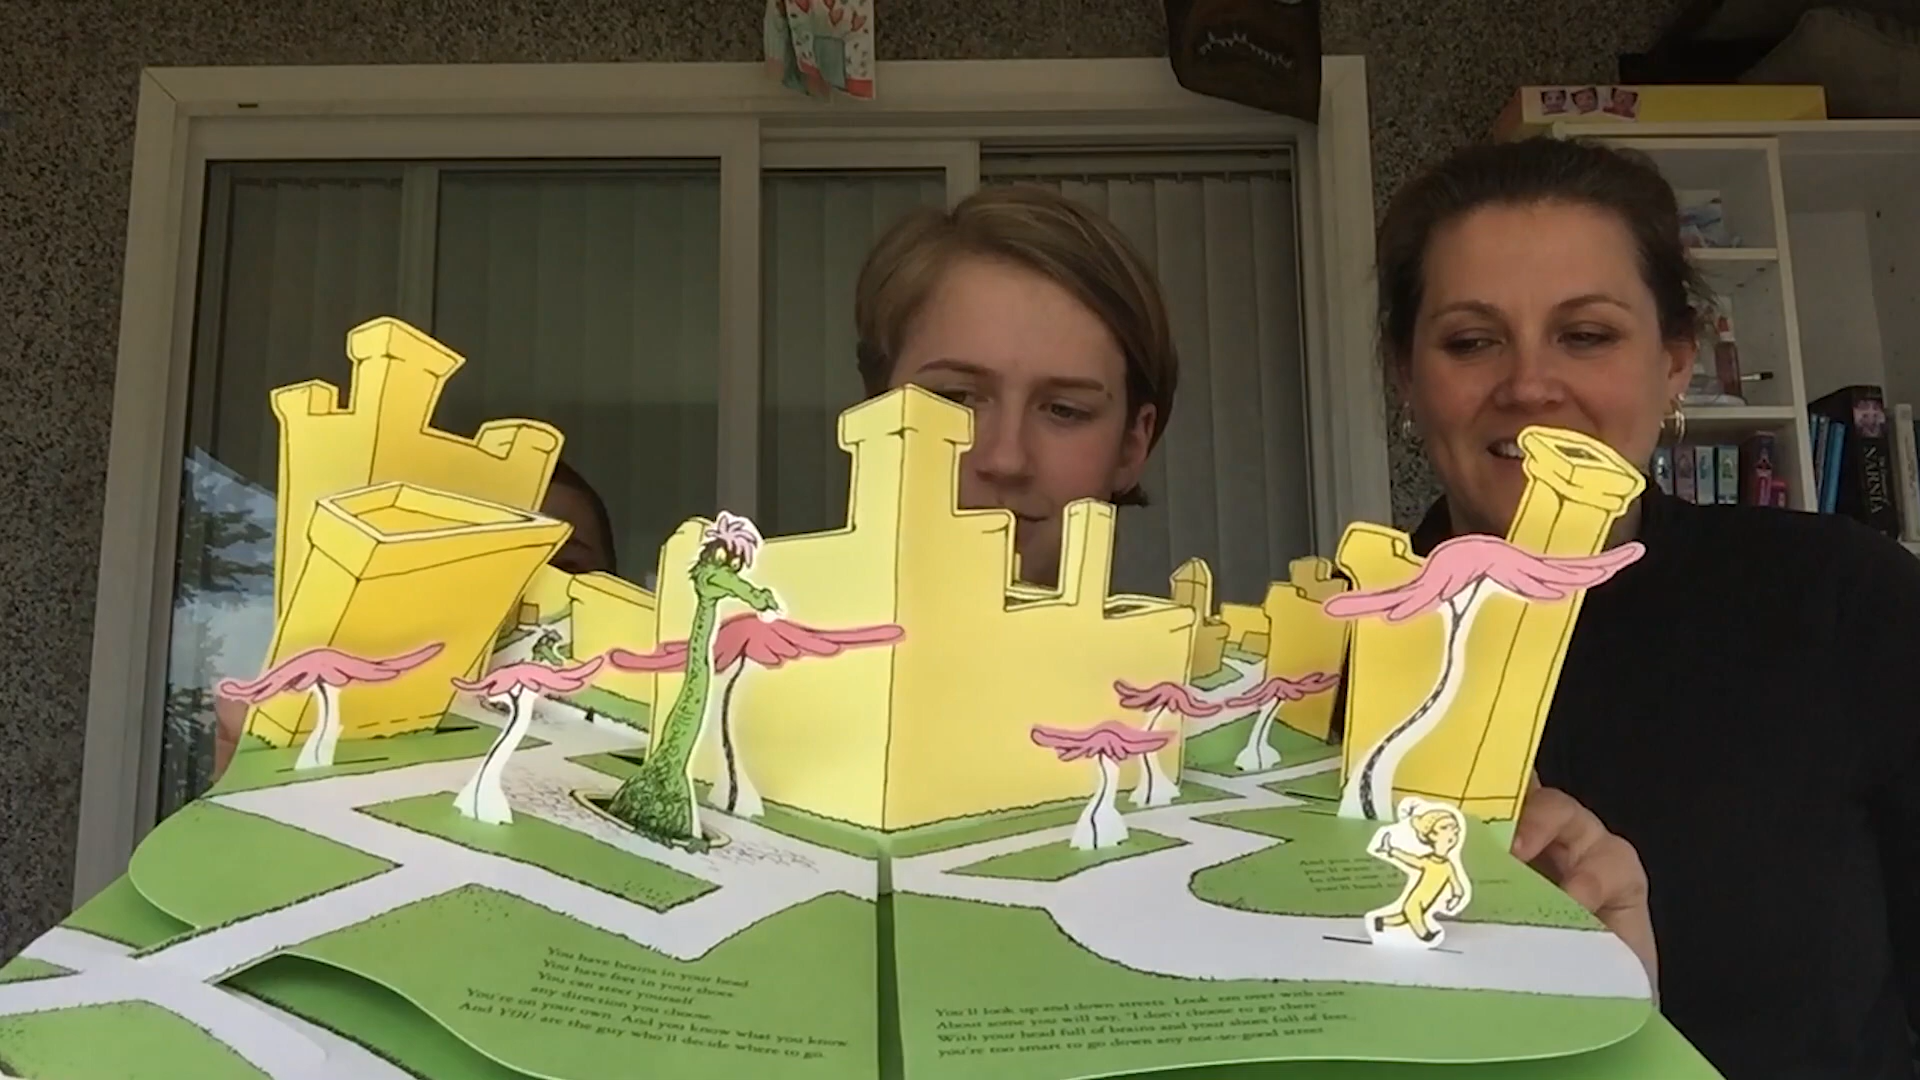 NARNIA
And you
You have brains in your head.
You have feet in your shoes.
You can steer yourself
any direction you choose.
You're on your own. And you know what you know.
And YOU are the guy who'll decide where to go.
You'll look up and down streets. Look 'em over with care.
About some you will say, "I don't choose to go there."
With your head full of brains and your shoes full of feet,
you're too smart to go down any not-so-good street.